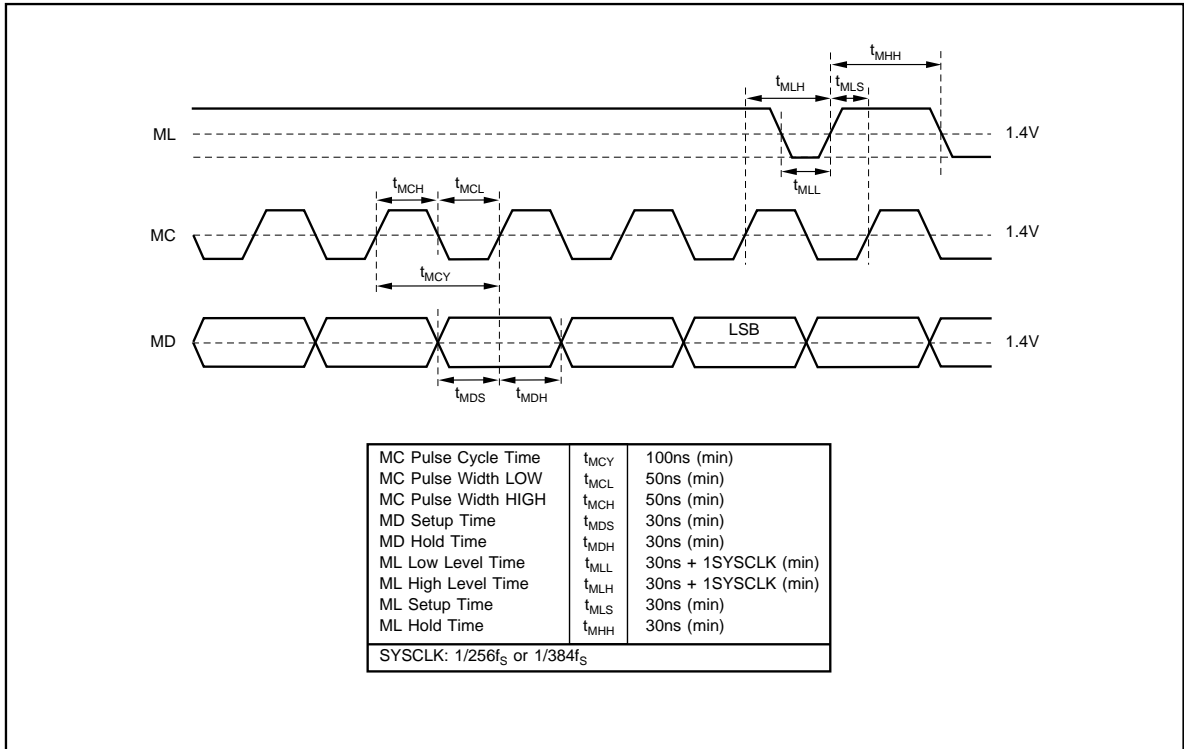 tMHH
tMLH tMLS
ML 1.4V
tMLL
tMCH tMCL
MC 1.4V
tMCY
LSB
MD 1.4V
tMDS tMDH
MC Pulse Cycle Time tMCY 100ns (min)
MC Pulse Width LOW tMCL 50ns (min)
MC Pulse Width HIGH tMCH 50ns (min)
MD Setup Time tMDS 30ns (min)
MD Hold Time tMDH 30ns (min)
ML Low Level Time tMLL 30ns + 1SYSCLK (min)
ML High Level Time tMLH 30ns + 1SYSCLK (min)
ML Setup Time tMLS 30ns (min)
ML Hold Time tMHH 30ns (min)
SYSCLK: 1/256fS or 1/384fS